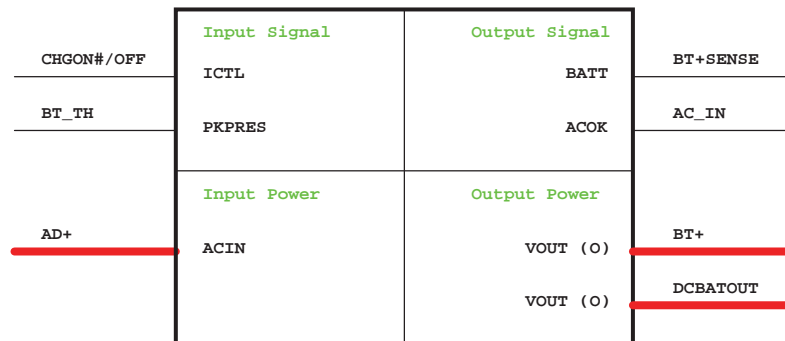 Input Signal
Output Signal
CHGON#/OFF
ICTL
BATT
BT+SENSE
BT_TH
PKPRES
ACOK
AC_IN
Input Power
Output Power
AD+
ACIN
VOUT (O)
BT+
VOUT (O)
DCBATOUT